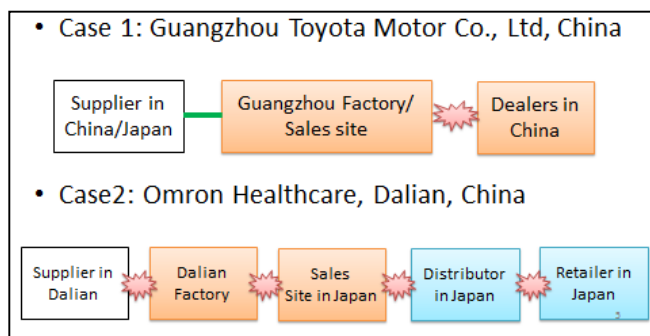 • Case 1: Guangzhou Toyota Motor Co., Ltd, China
Supplier in
China/Japan
Guangzhou Factory/
Sales site
Dealers in
China
• Case2: Omron Healthcare, Dalian, China
Supplier in
Dalian
Dalian
Factory
Sales
Site in Japan
Distributor
in Japan
Retailer in
Japan